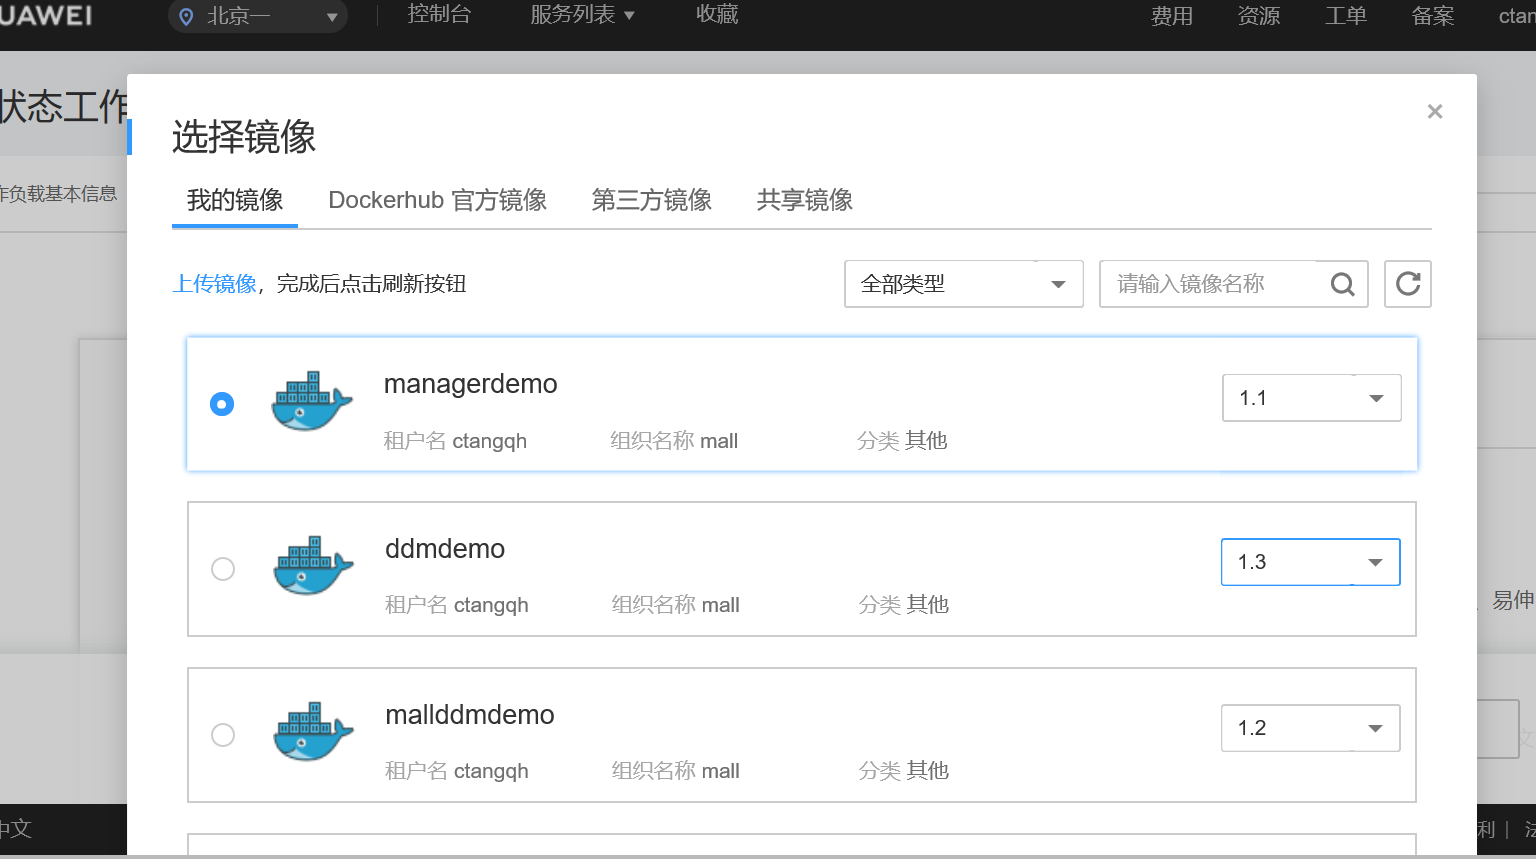 UAWEI 北京一 控制台 服务列表 收藏 费用 资源 工单 备案 ctan
状态工作
选择镜像
作负载基本信息
我的镜像 Dockerhub 官方镜像 第三方镜像 共享镜像
上传镜像，完成后点击刷新按钮 全部类型 请输入镜像名称
managerdemo 1.1
租户名 ctangqh 组织名称 mall 分类 其他
ddmdemo 1.3
租户名 ctangqh 组织名称 mall 分类 其他
易伸
mallddmdemo 1.2
租户名 ctangqh 组织名称 mall 分类 其他
中文 利 | 法